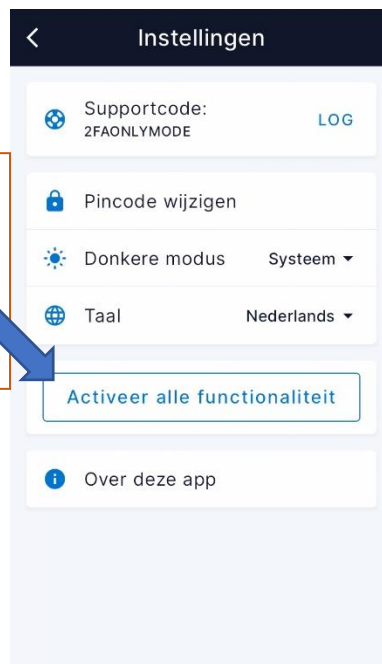 Instellingen
Supportcode:
2FAONLYMODE
LOG
Pincode wijzigen
Donkere modus Systeem
Taal Nederlands
Activeer alle functionaliteit
Over deze app